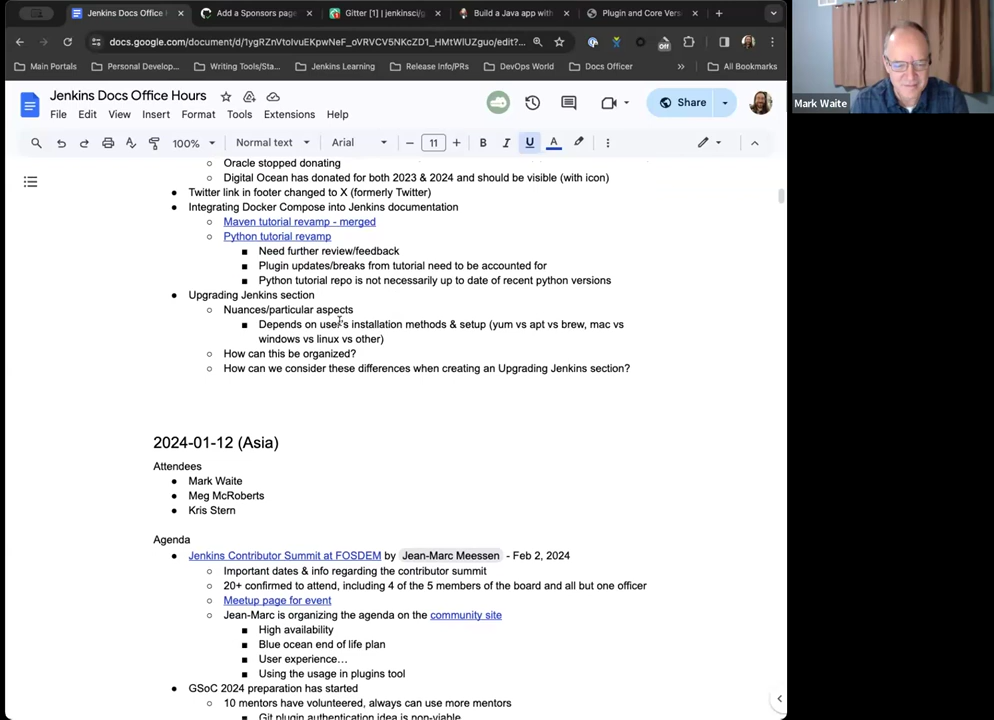 Jenkins Docs Office H
Add a Sponsors page
Gitter [1] | jenkinsci/g
Build a Java app with
Plugin and Core Vers
docs.google.com/document/d/1ygRZnVtoIvuEKpwNeF_oVRVCV5NKcZD1_HMtWlUZguo/edit?...
Main Portals
Personal Develop...
Writing Tools/Sta...
Jenkins Learning
Release Info/PRs
DevOps World
Docs Officer
»
All Bookmarks
Off
Jenkins Docs Office Hours
File Edit View Insert Format Tools Extensions Help
Share
100%
Normal text
Arial
11
B I U A
Mark Waite
○ Oracle stopped donating
○ Digital Ocean has donated for both 2023 & 2024 and should be visible (with icon)
● Twitter link in footer changed to X (formerly Twitter)
● Integrating Docker Compose into Jenkins documentation
○ Maven tutorial revamp - merged
○ Python tutorial revamp
■ Need further review/feedback
■ Plugin updates/breaks from tutorial need to be accounted for
■ Python tutorial repo is not necessarily up to date of recent python versions
● Upgrading Jenkins section
○ Nuances/particular aspects
■ Depends on user's installation methods & setup (yum vs apt vs brew, mac vs
windows vs linux vs other)
○ How can this be organized?
○ How can we consider these differences when creating an Upgrading Jenkins section?
2024-01-12 (Asia)
Attendees
● Mark Waite
● Meg McRoberts
● Kris Stern
Agenda
● Jenkins Contributor Summit at FOSDEM by Jean-Marc Meessen - Feb 2, 2024
○ Important dates & info regarding the contributor summit
○ 20+ confirmed to attend, including 4 of the 5 members of the board and all but one officer
○ Meetup page for event
○ Jean-Marc is organizing the agenda on the community site
■ High availability
■ Blue ocean end of life plan
■ User experience…
■ Using the usage in plugins tool
● GSoC 2024 preparation has started
○ 10 mentors have volunteered, always can use more mentors
■ Git plugin authentication idea is non-viable